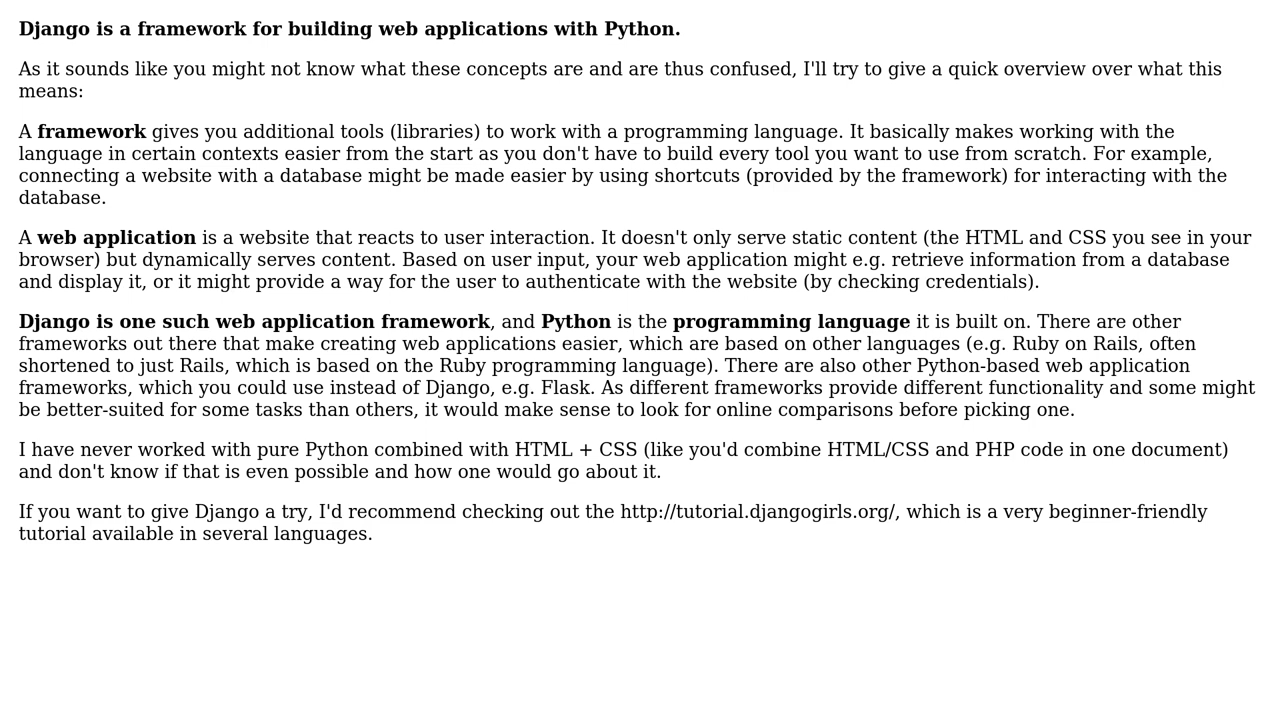 Django is a framework for building web applications with Python.
As it sounds like you might not know what these concepts are and are thus confused, I'll try to give a quick overview over what this
means:
A framework gives you additional tools (libraries) to work with a programming language. It basically makes working with the
language in certain contexts easier from the start as you don't have to build every tool you want to use from scratch. For example,
connecting a website with a database might be made easier by using shortcuts (provided by the framework) for interacting with the
database.
A web application is a website that reacts to user interaction. It doesn't only serve static content (the HTML and CSS you see in your
browser) but dynamically serves content. Based on user input, your web application might e.g. retrieve information from a database
and display it, or it might provide a way for the user to authenticate with the website (by checking credentials).
Django is one such web application framework, and Python is the programming language it is built on. There are other
frameworks out there that make creating web applications easier, which are based on other languages (e.g. Ruby on Rails, often
shortened to just Rails, which is based on the Ruby programming language). There are also other Python-based web application
frameworks, which you could use instead of Django, e.g. Flask. As different frameworks provide different functionality and some might
be better-suited for some tasks than others, it would make sense to look for online comparisons before picking one.
I have never worked with pure Python combined with HTML + CSS (like you'd combine HTML/CSS and PHP code in one document)
and don't know if that is even possible and how one would go about it.
If you want to give Django a try, I'd recommend checking out the http://tutorial.djangogirls.org/, which is a very beginner-friendly
tutorial available in several languages.